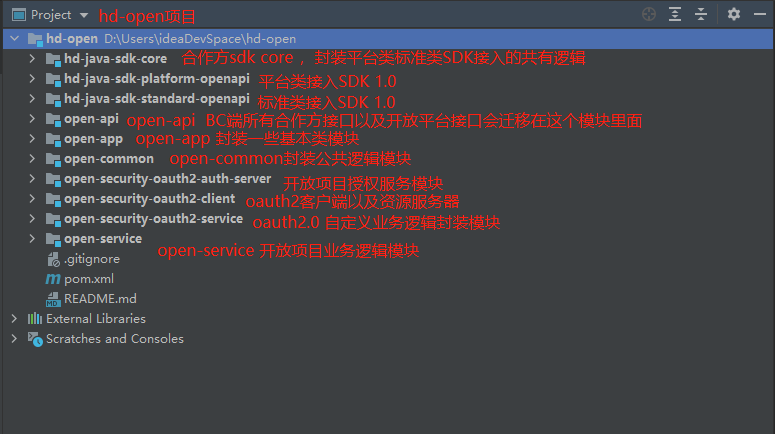 Project hd-open项目
hd-open D:\Users\ideaDevSpace\hd-open
hd-java-sdk-core 合作方sdk core ，封装平台类标准类SDK接入的共有逻辑
hd-java-sdk-platform-openapi 平台类接入SDK 1.0
hd-java-sdk-standard-openapi 标准类接入SDK 1.0
open-api open-api BC端所有合作方接口以及开放平台接口会迁移在这个模块里面
open-app open-app 封装一些基本类模块
open-common open-common封装公共逻辑模块
open-security-oauth2-auth-server 开放项目授权服务模块
open-security-oauth2-client oauth2客户端以及资源服务器
open-security-oauth2-service oauth2.0 自定义业务逻辑封装模块
open-service open-service 开放项目业务逻辑模块
.gitignore
m pom.xml
MD README.md
External Libraries
Scratches and Consoles